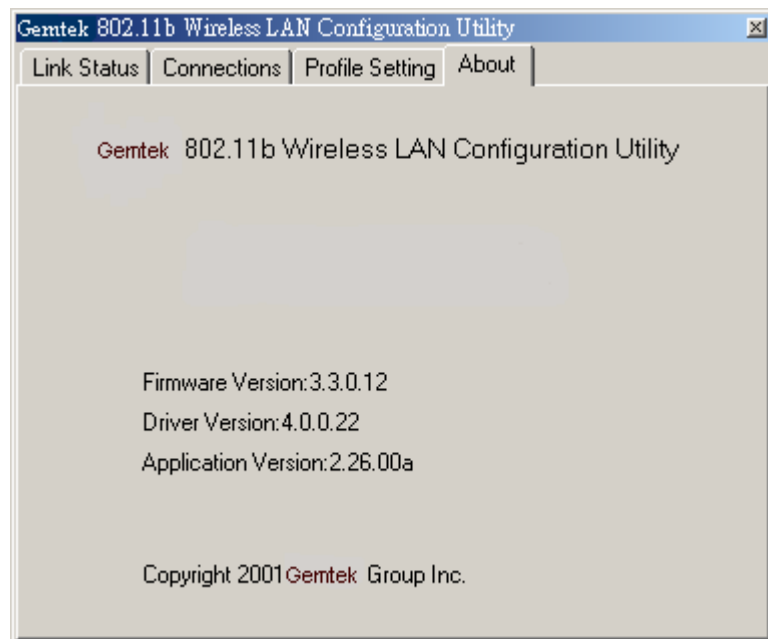 Gemtek 802.11b Wireless LAN Configuration Utility
Link Status Connections Profile Setting About
Gemtek 802.11b Wireless LAN Configuration Utility
Firmware Version:3.3.0.12
Driver Version:4.0.0.22
Application Version:2.26.00a
Copyright 2001 Gemtek Group Inc.